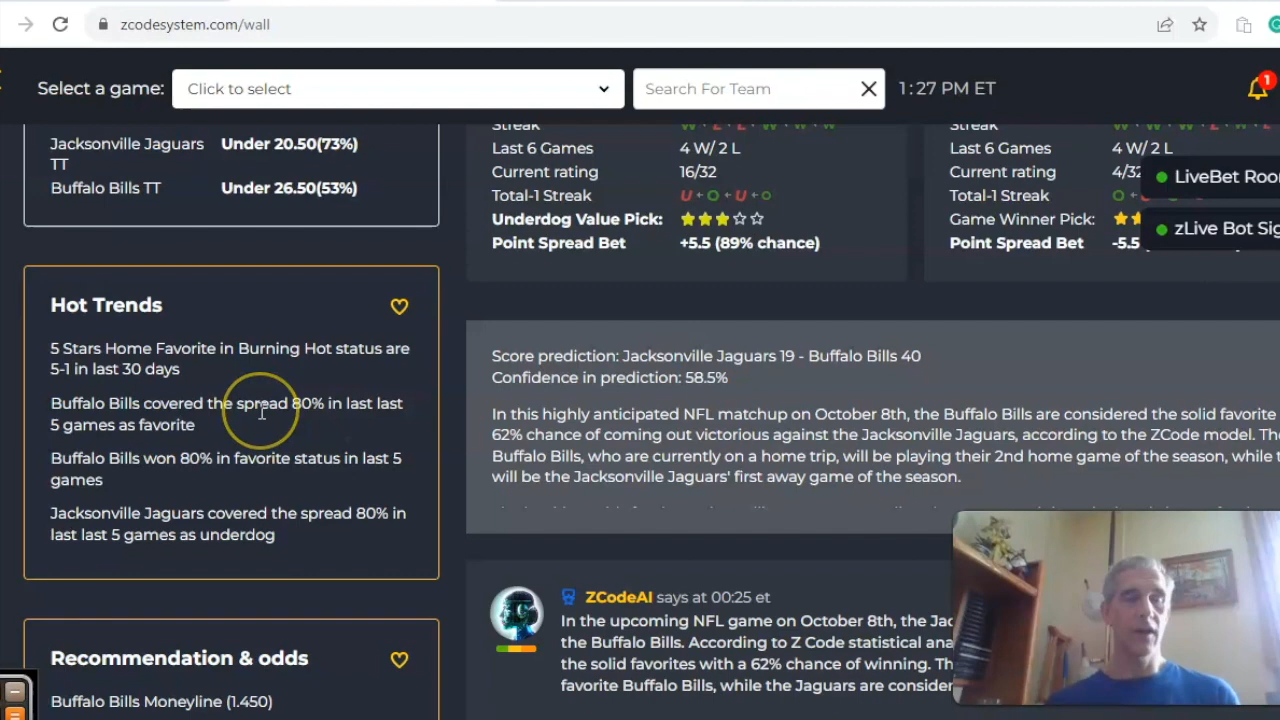 zcodesystem.com/wall
Select a game:
Click to select
Search For Team
1:27 PM ET
1
Jacksonville Jaguars
TT
Under 20.50(73%)
Buffalo Bills TT
Under 26.50(53%)
Hot Trends
5 Stars Home Favorite in Burning Hot status are
5-1 in last 30 days
Buffalo Bills covered the spread 80% in last last
5 games as favorite
Buffalo Bills won 80% in favorite status in last 5
games
Jacksonville Jaguars covered the spread 80% in
last last 5 games as underdog
Recommendation & odds
Buffalo Bills Moneyline (1.450)
Streak
Last 6 Games 4 W/ 2 L
Current rating 16/32
Total-1 Streak U O U O
Underdog Value Pick:
Point Spread Bet +5.5 (89% chance)
Streak
Last 6 Games 4 W/ 2 L
Current rating 4/32
Total-1 Streak O
Game Winner Pick:
Point Spread Bet -5.5
LiveBet Roo
zLive Bot Sig
Score prediction: Jacksonville Jaguars 19 - Buffalo Bills 40
Confidence in prediction: 58.5%
In this highly anticipated NFL matchup on October 8th, the Buffalo Bills are considered the solid favorite
62% chance of coming out victorious against the Jacksonville Jaguars, according to the ZCode model. The
Buffalo Bills, who are currently on a home trip, will be playing their 2nd home game of the season, while t
will be the Jacksonville Jaguars' first away game of the season.
ZCodeAI says at 00:25 et
In the upcoming NFL game on October 8th, the Jac
the Buffalo Bills. According to Z Code statistical ana
the solid favorites with a 62% chance of winning. Th
favorite Buffalo Bills, while the Jaguars are consider